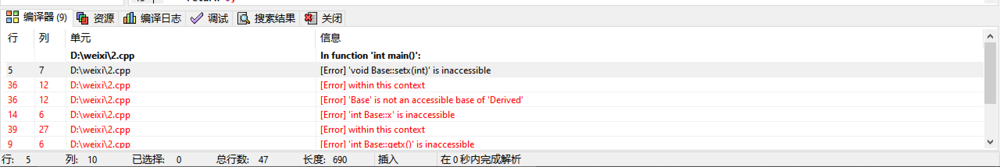 编译器 (9) 资源 编译日志 调试 搜索结果 关闭
行 列 单元 信息
D:\weixi\2.cpp In function 'int main()':
5 7 D:\weixi\2.cpp [Error] 'void Base::setx(int)' is inaccessible
36 12 D:\weixi\2.cpp [Error] within this context
36 12 D:\weixi\2.cpp [Error] 'Base' is not an accessible base of 'Derived'
14 6 D:\weixi\2.cpp [Error] 'int Base::x' is inaccessible
39 27 D:\weixi\2.cpp [Error] within this context
9 6 D:\weixi\2.cpp [Error] 'int Base::getx()' is inaccessible
行: 5 列: 10 已选择: 0 总行数: 47 长度: 690 插入 在 0 秒内完成解析